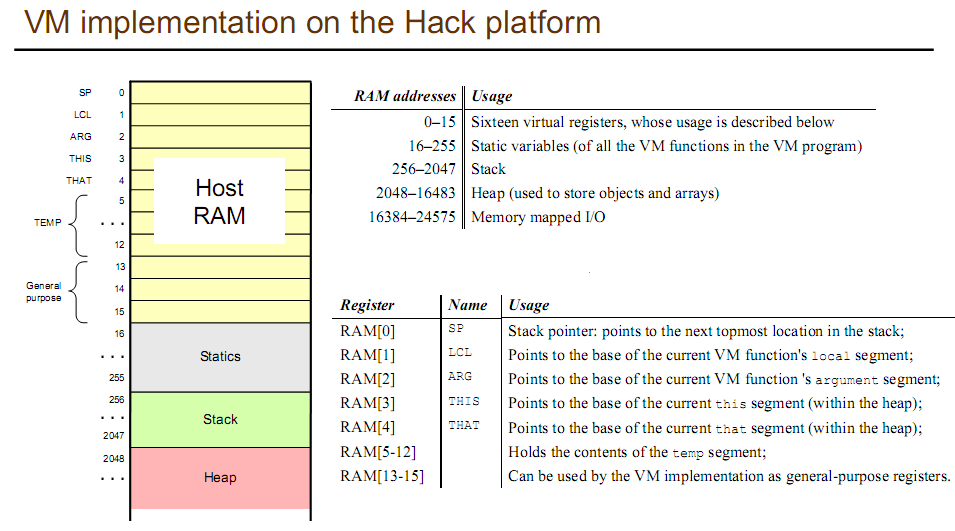 VM implementation on the Hack platform
SP 0
LCL 1
ARG 2
THIS 3
THAT 4
5
TEMP . . .
12
13
General purpose 14
15
16
. . .
255
256
. . .
2047
2048
. . .
Host
RAM
Statics
Stack
Heap
RAM addresses Usage
0–15 Sixteen virtual registers, whose usage is described below
16–255 Static variables (of all the VM functions in the VM program)
256–2047 Stack
2048–16483 Heap (used to store objects and arrays)
16384–24575 Memory mapped I/O
Register Name Usage
RAM[0] SP Stack pointer: points to the next topmost location in the stack;
RAM[1] LCL Points to the base of the current VM function's local segment;
RAM[2] ARG Points to the base of the current VM function 's argument segment;
RAM[3] THIS Points to the base of the current this segment (within the heap);
RAM[4] THAT Points to the base of the current that segment (within the heap);
RAM[5-12] Holds the contents of the temp segment;
RAM[13-15] Can be used by the VM implementation as general-purpose registers.